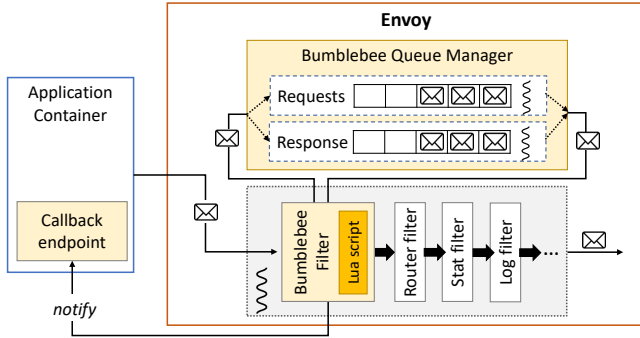 Envoy
Bumblebee Queue Manager
Requests
Response
Application
Container
Callback
endpoint
notify
Bumblebee
Filter
Lua script
Router filter
Stat filter
Log filter
...